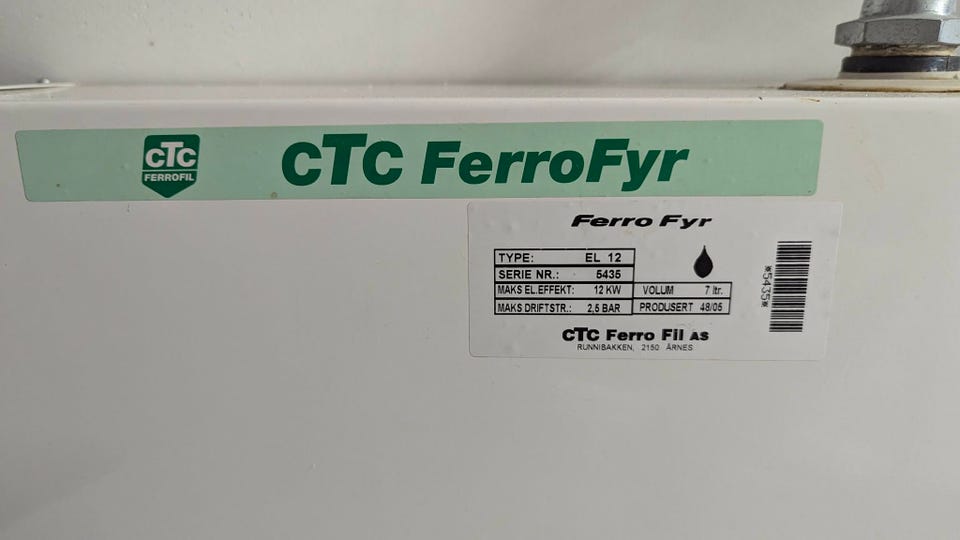 CTC
FERROFIL
CTC FerroFyr
Ferro Fyr
TYPE: EL 12
SERIE NR.: 5435
MAKS EL.EFFEKT: 12 KW VOLUM 7 ltr.
MAKS DRIFTSTR.: 2,5 BAR PRODUSERT 48/05
*5435*
CTC Ferro Fil AS
RUNNIBAKKEN, 2150 ÅRNES